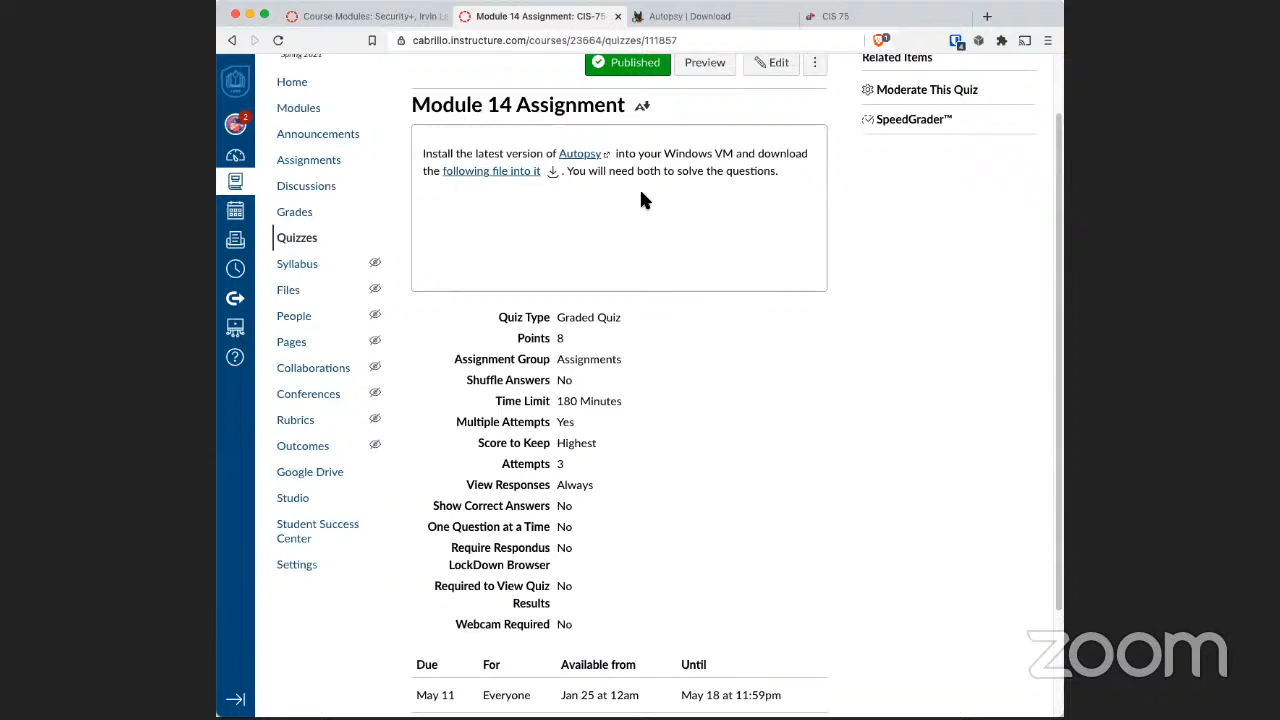 Course Modules: Security+, Irvin Le
Module 14 Assignment: CIS-75
Autopsy | Download
CIS 75
cabrillo.instructure.com/courses/23664/quizzes/111857
1
4
Spring 2021
Published
Preview
Edit
Related Items
Home
Modules
Announcements
Assignments
Discussions
Grades
Quizzes
Syllabus
Files
People
Pages
Collaborations
Conferences
Rubrics
Outcomes
Google Drive
Studio
Student Success
Center
Settings
2
Module 14 Assignment
Install the latest version of Autopsy into your Windows VM and download
the following file into it . You will need both to solve the questions.
Quiz Type Graded Quiz
Points 8
Assignment Group Assignments
Shuffle Answers No
Time Limit 180 Minutes
Multiple Attempts Yes
Score to Keep Highest
Attempts 3
View Responses Always
Show Correct Answers No
One Question at a Time No
Require Respondus No
LockDown Browser
Required to View Quiz No
Results
Webcam Required No
Due For Available from Until
May 11 Everyone Jan 25 at 12am May 18 at 11:59pm
Moderate This Quiz
SpeedGrader™
zoom